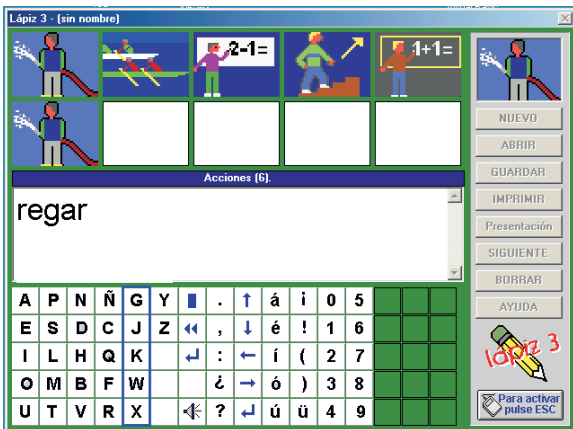 Lápiz 3 - (sin nombre)
2-1=
1+1=
NUEVO
ABRIR
GUARDAR
IMPRIMIR
Presentación
SIGUIENTE
BORRAR
AYUDA
Acciones (6).
regar
A P N Ñ G Y . á ¡ 0 5
E S D C J Z , é ! 1 6
I L H Q K : í ( 2 7
O M B F W ¿ ó ) 3 8
U T V R X ? ú ü 4 9
lápiz 3
Para activar
pulse ESC